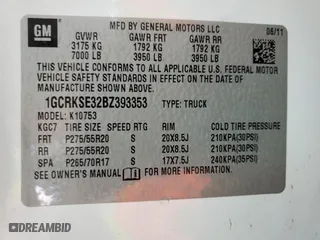 GM
MFD BY GENERAL MOTORS LLC
06/11
GVWR GAWR FRT GAWR RR
3175 KG 1792 KG 1792 KG
7000 LB 3950 LB 3950 LB
THIS VEHICLE CONFORMS TO ALL APPLICABLE U.S. FEDERAL MOTOR VEHICLE
SAFETY STANDARDS IN EFFECT ON THE DATE OF
MANUFACTURE SHOWN ABOVE.
1GCRKSE32BZ393353 TYPE: TRUCK
MODEL: K10753
KGC7 TIRE SIZE SPEED RTG RIM COLD TIRE PRESSURE
FRT P275/55R20 S 20X8.5J 210KPA(30PSI)
RR P275/55R20 S 20X8.5J 210KPA(30PSI)
SPA P265/70R17 S 17X7.5J 240KPA(35PSI)
SEE OWNER'S MANUAL FOR MORE INFORMATION.
DREAMBID